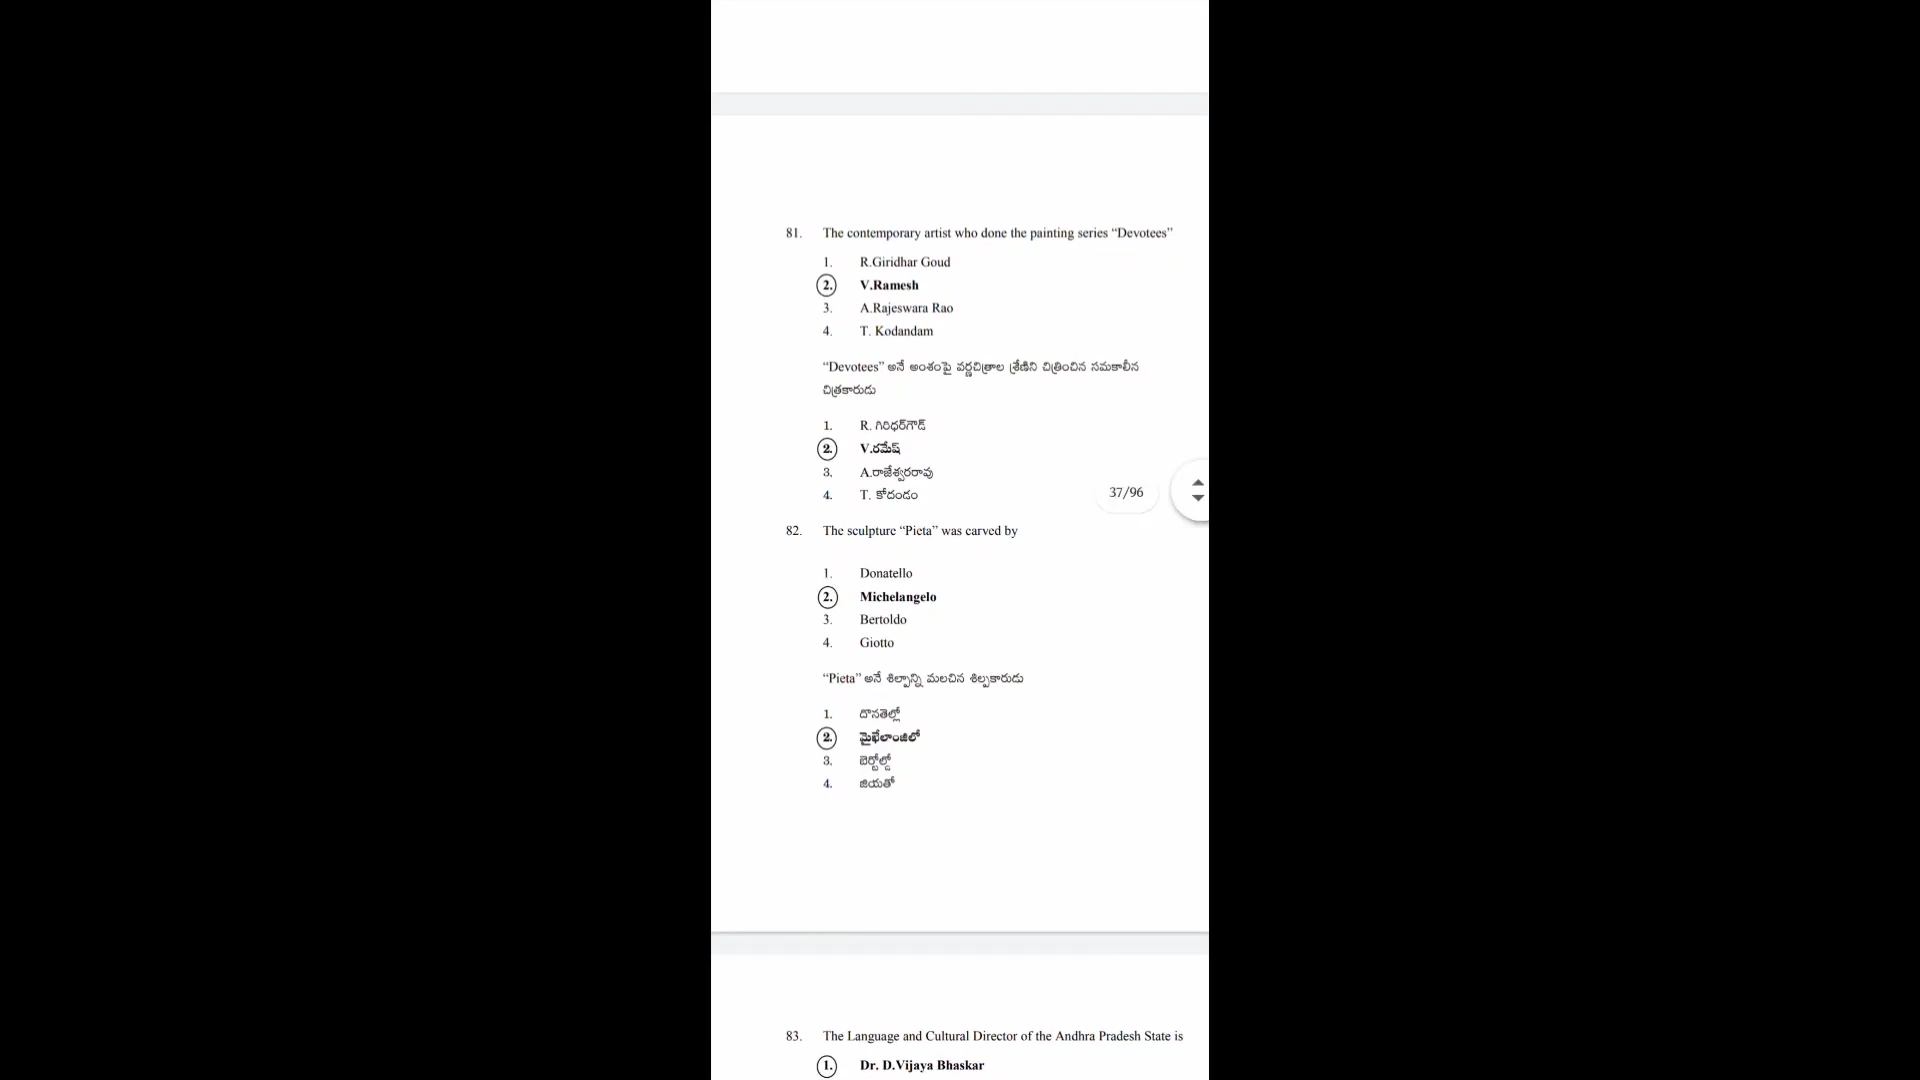 81. The contemporary artist who done the painting series “Devotees”
1. R.Giridhar Goud
2. V.Ramesh
3. A.Rajeswara Rao
4. T. Kodandam
“Devotees” అనే అంశంపై వర్ణచిత్రాల శ్రేణిని చిత్రించిన సమకాలీన
చిత్రకారుడు
1. R. గిరిధర్‌గౌడ్
2. V.రమేష్
3. A.రాజేశ్వరరావు
4. T. కోదండం
37/96
82. The sculpture “Pieta” was carved by
1. Donatello
2. Michelangelo
3. Bertoldo
4. Giotto
“Pieta” అనే శిల్పాన్ని మలచిన శిల్పకారుడు
1. దొనతెల్లో
2. మైఖేలాంజిలో
3. బెర్టోల్డో
4. జియతో
83. The Language and Cultural Director of the Andhra Pradesh State is
1. Dr. D.Vijaya Bhaskar